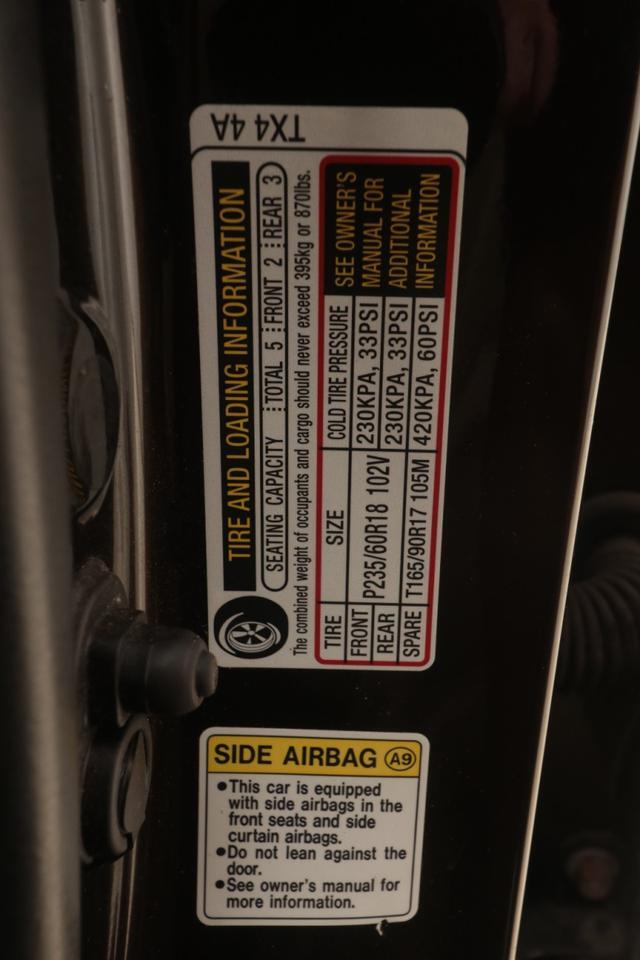 TX4 4A
TIRE AND LOADING INFORMATION
SEATING CAPACITY TOTAL 5 FRONT 2 REAR 3
The combined weight of occupants and cargo should never exceed 395kg or 870lbs.
TIRE SIZE COLD TIRE PRESSURE
FRONT P235/60R18 102V 230KPA, 33PSI
REAR 230KPA, 33PSI
SPARE T165/90R17 105M 420KPA, 60PSI
SEE OWNER'S
MANUAL FOR
ADDITIONAL
INFORMATION
SIDE AIRBAG A9
●This car is equipped
with side airbags in the
front seats and side
curtain airbags.
●Do not lean against the
door.
●See owner's manual for
more information.